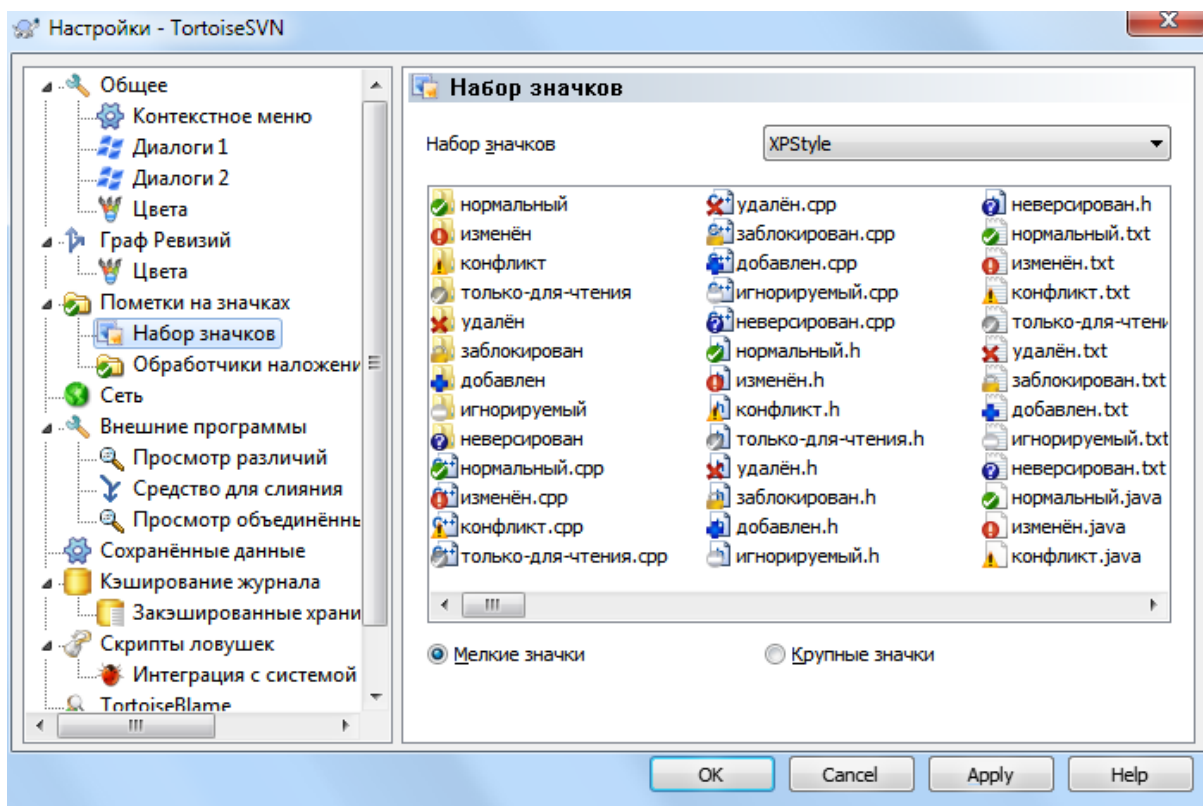 Настройки - TortoiseSVN
Общее
Контекстное меню
Диалоги 1
Диалоги 2
Цвета
Граф Ревизий
Цвета
Пометки на значках
Набор значков
Обработчики наложени
Сеть
Внешние программы
Просмотр различий
Средство для слияния
Просмотр объединённь
Сохранённые данные
Кэширование журнала
Закэшированные храни
Скрипты ловушек
Интеграция с системой
TortoiseBlame
Набор значков
Набор значков
XPStyle
нормальный
изменён
конфликт
только-для-чтения
удалён
заблокирован
добавлен
игнорируемый
неверсирован
нормальный.cpp
изменён.cpp
конфликт.cpp
только-для-чтения.cpp
удалён.cpp
заблокирован.cpp
добавлен.cpp
игнорируемый.cpp
неверсирован.cpp
нормальный.h
изменён.h
конфликт.h
только-для-чтения.h
удалён.h
заблокирован.h
добавлен.h
игнорируемый.h
неверсирован.h
нормальный.txt
изменён.txt
конфликт.txt
только-для-чтени
удалён.txt
заблокирован.txt
добавлен.txt
игнорируемый.txt
неверсирован.txt
нормальный.java
изменён.java
конфликт.java
Мелкие значки
Крупные значки
OK
Cancel
Apply
Help